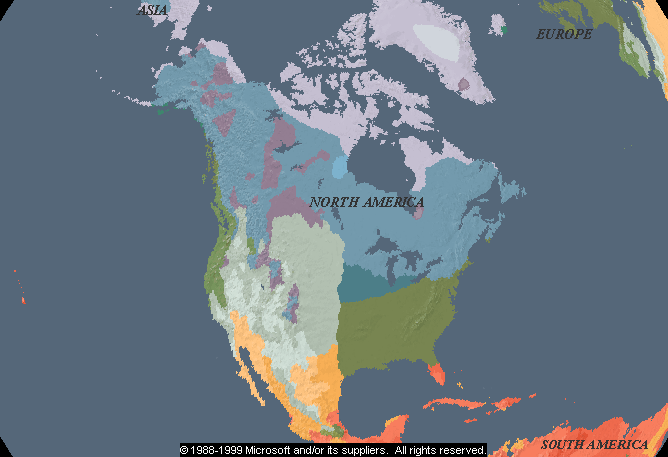 ASIA
EUROPE
NORTH AMERICA
SOUTH AMERICA
© 1988-1999 Microsoft and/or its suppliers. All rights reserved.